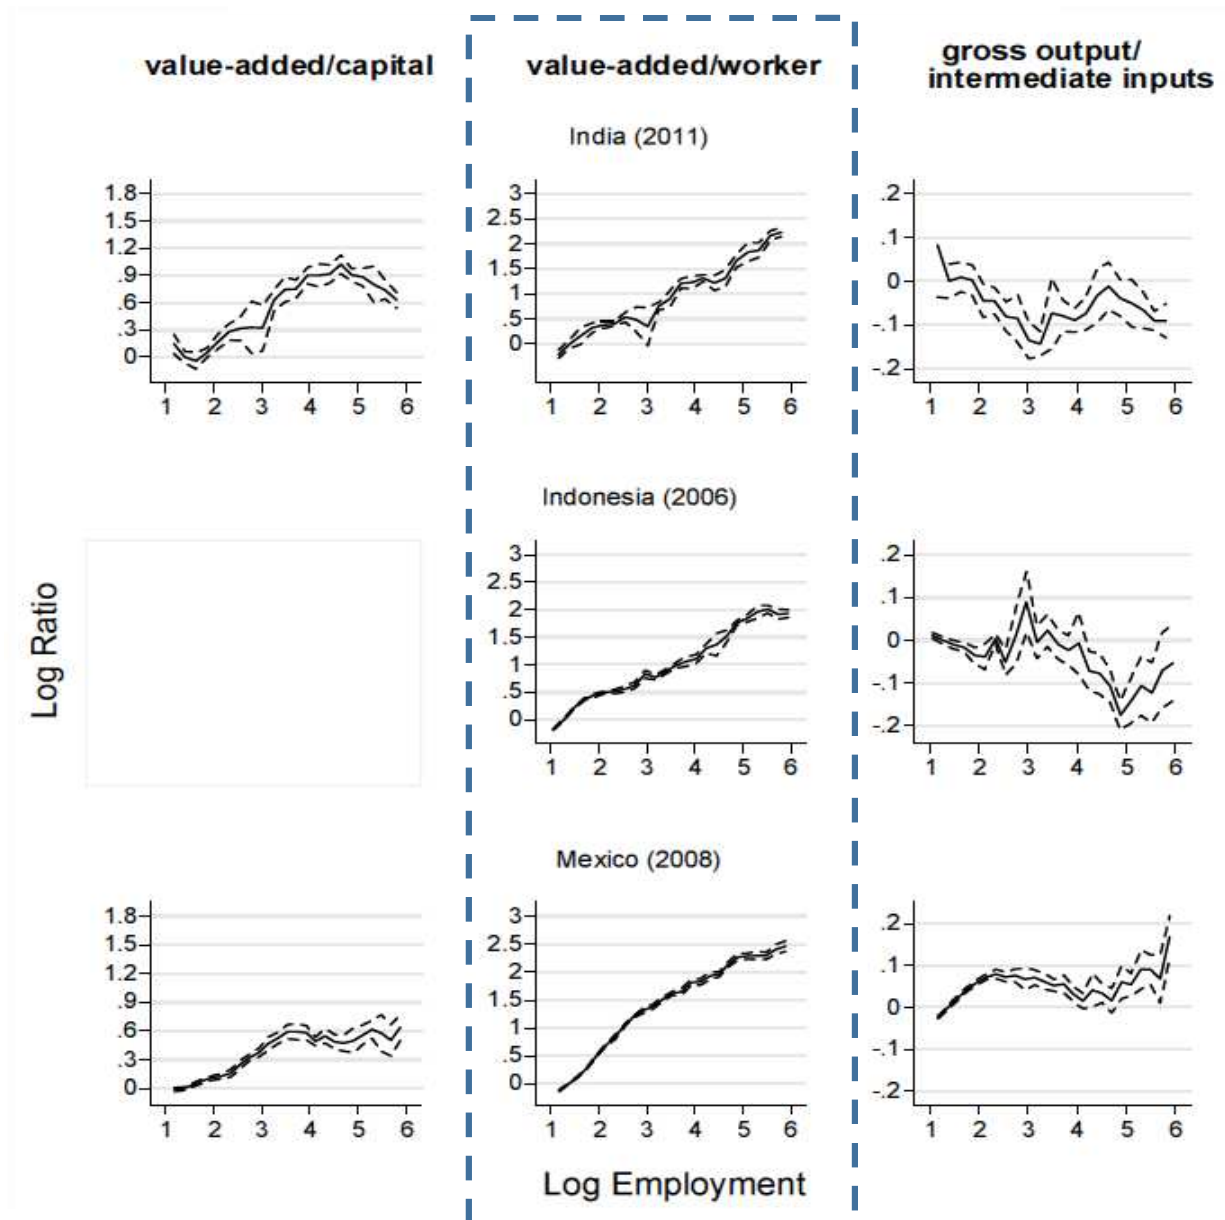 value-added/capital
value-added/worker
gross output/
intermediate inputs
India (2011)
1.8
1.5
1.2
.9
.6
.3
0
1 2 3 4 5 6
3
2.5
2
1.5
1
.5
0
1 2 3 4 5 6
.2
.1
0
-.1
-.2
1 2 3 4 5 6
Indonesia (2006)
Log Ratio
3
2.5
2
1.5
1
.5
0
1 2 3 4 5 6
.2
.1
0
-.1
-.2
1 2 3 4 5 6
Mexico (2008)
1.8
1.5
1.2
.9
.6
.3
0
1 2 3 4 5 6
3
2.5
2
1.5
1
.5
0
1 2 3 4 5 6
.2
.1
0
-.1
-.2
1 2 3 4 5 6
Log Employment